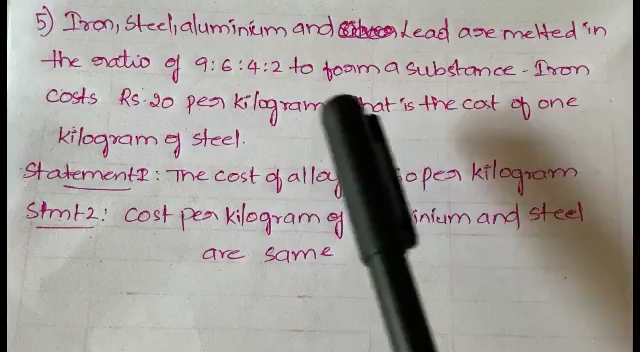 5) Iron, Steel, aluminium and Lead are melted in
the ratio of 9:6:4:2 to form a substance. Iron
costs Rs.20 per kilogram hat is the cost of one
kilogram of steel.
Statement1: The cost of alloy o per kilogram
Stmt2: cost per kilogram of inium and steel
are same